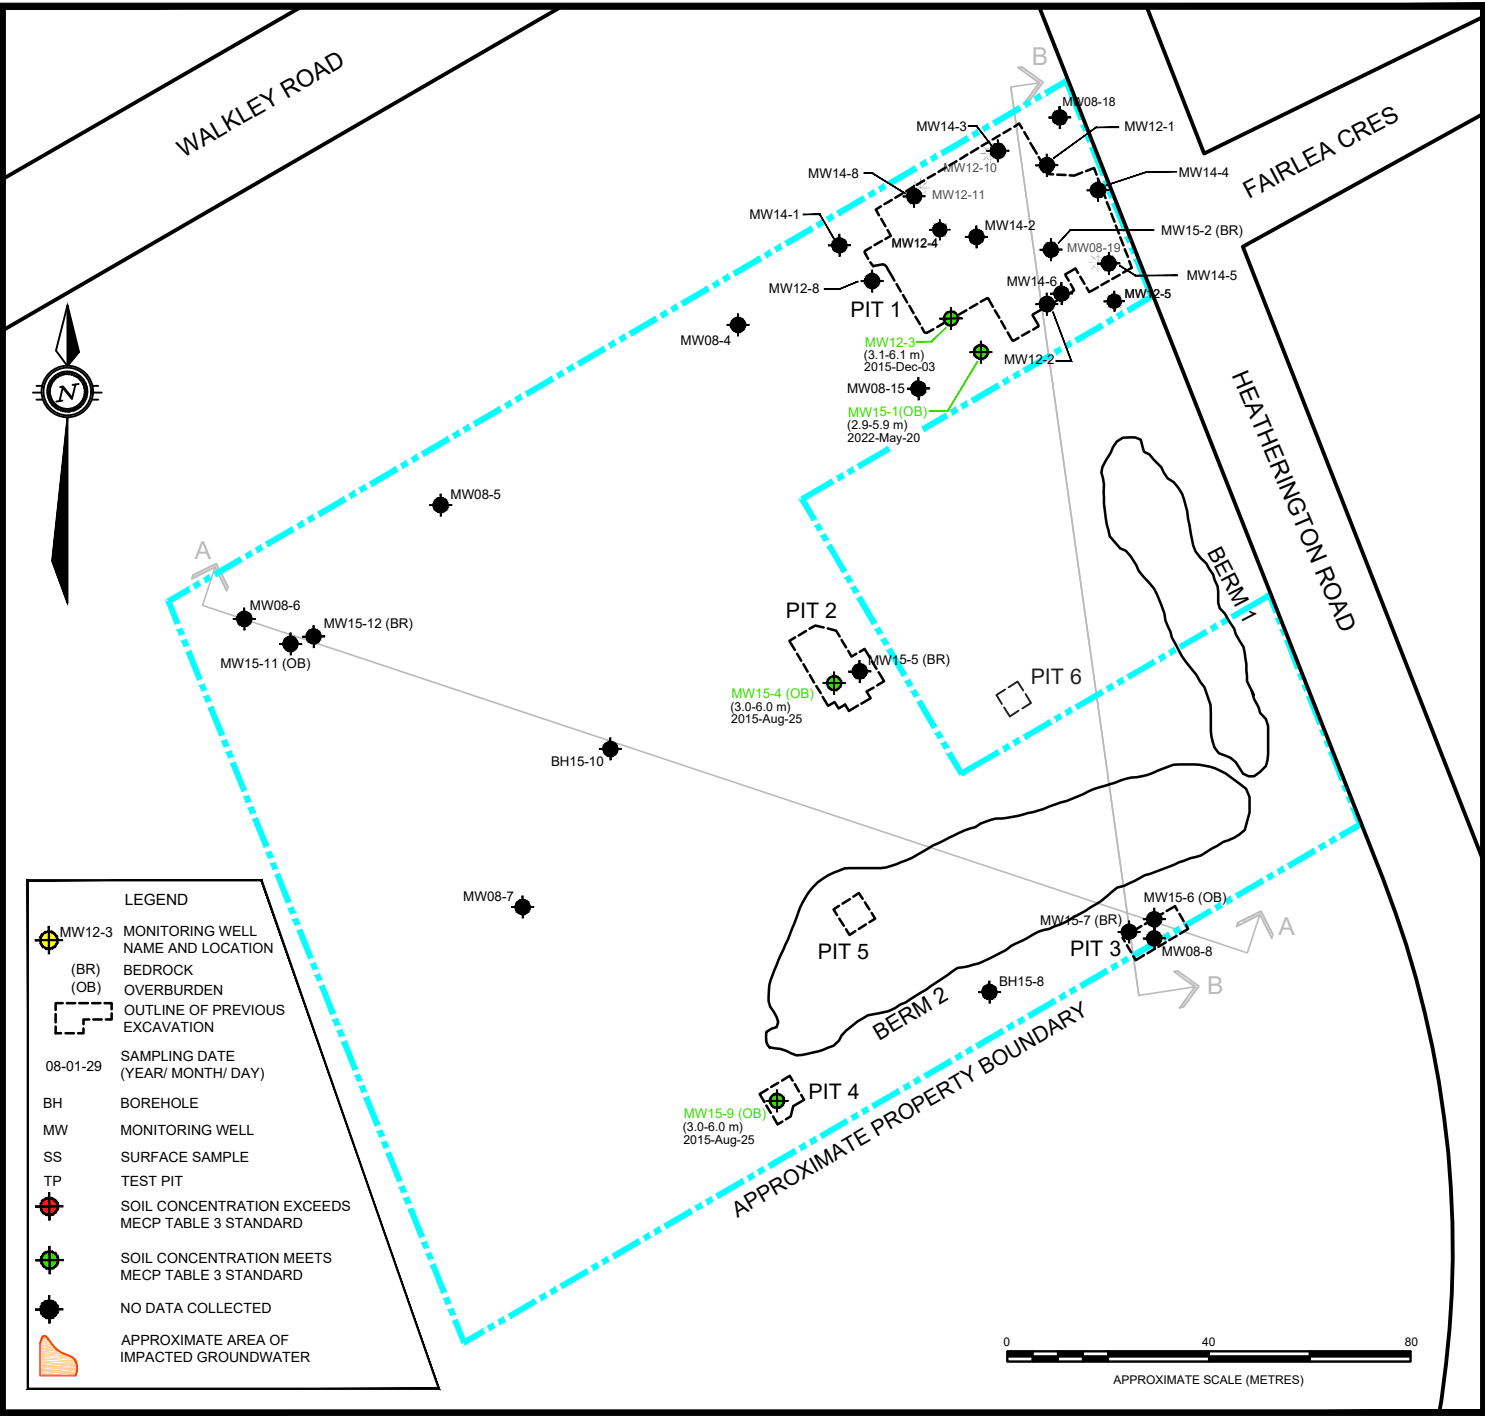 WALKLEY ROAD
B
MW08-18
MW14-3
MW12-1
FAIRLEA CRES
MW12-10
MW14-8
MW14-4
MW12-11
MW14-1
MW14-2
MW15-2 (BR)
MW12-4
MW08-19
MW14-5
MW14-6
MW12-8
MW12-5
PIT 1
MW08-4
MW12-3
(3.1-6.1 m)
2015-Dec-03
MW12-2
MW08-15
MW15-1(OB)
(2.9-5.9 m)
2022-May-20
HEATHERINGTON ROAD
N
MW08-5
A
BERM 1
MW08-6
MW15-12 (BR)
MW15-11 (OB)
PIT 2
MW15-5 (BR)
MW15-4 (OB)
(3.0-6.0 m)
2015-Aug-25
PIT 6
BH15-10
MW08-7
MW15-6 (OB)
MW15-7 (BR)
A
PIT 3
MW08-8
PIT 5
BH15-8
B
BERM 2
APPROXIMATE PROPERTY BOUNDARY
PIT 4
MW15-9 (OB)
(3.0-6.0 m)
2015-Aug-25
LEGEND
MW12-3
MONITORING WELL
NAME AND LOCATION
(BR)
BEDROCK
(OB)
OVERBURDEN
OUTLINE OF PREVIOUS
EXCAVATION
08-01-29
SAMPLING DATE
(YEAR/ MONTH/ DAY)
BH
BOREHOLE
MW
MONITORING WELL
SS
SURFACE SAMPLE
TP
TEST PIT
SOIL CONCENTRATION EXCEEDS
MECP TABLE 3 STANDARD
SOIL CONCENTRATION MEETS
MECP TABLE 3 STANDARD
NO DATA COLLECTED
APPROXIMATE AREA OF
IMPACTED GROUNDWATER
0
40
80
APPROXIMATE SCALE (METRES)